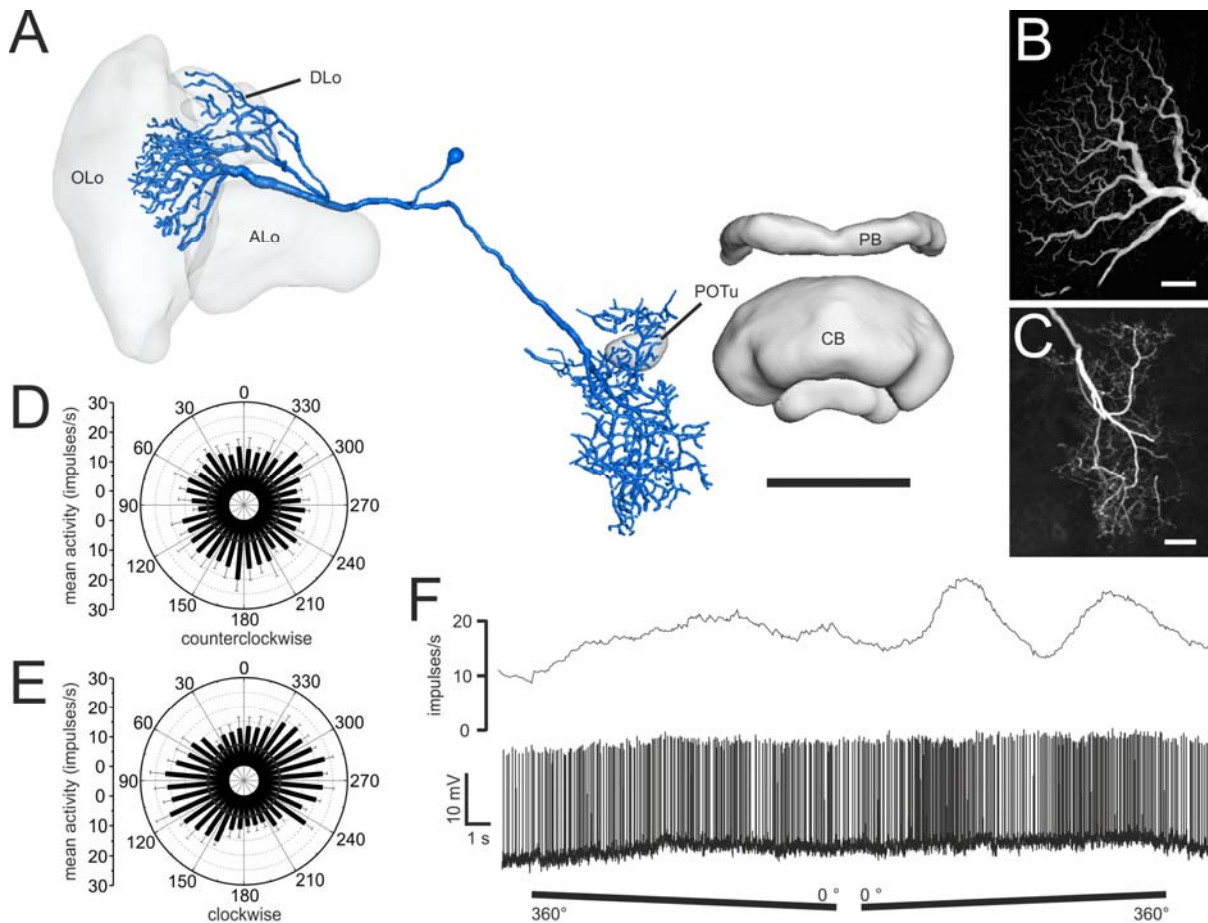 A
DLo
OLo
ALo
PB
POTu
CB
B
C
D
mean activity (impulses/s)
30
20
10
0
0
10
20
30
0
330
300
270
240
210
180
150
120
90
60
30
counterclockwise
E
mean activity (impulses/s)
30
20
10
0
0
10
20
30
0
330
300
270
240
210
180
150
120
90
60
30
clockwise
F
impulses/s
20
10
0
10 mV
1 s
360°
0 °
0 °
360°